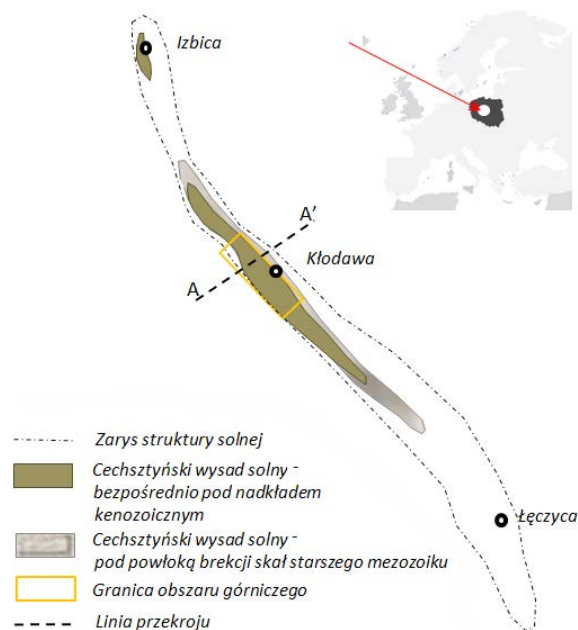 Izbica
A'
Kłodawa
A
Zarys struktury solnej
Cechsztyński wysad solny -
bezpośrednio pod nadkładem
kenozoicznym
Łęczyca
Cechsztyński wysad solny -
pod powłoką brekcji skał starszego mezozoiku
Granica obszaru górniczego
Linia przekroju